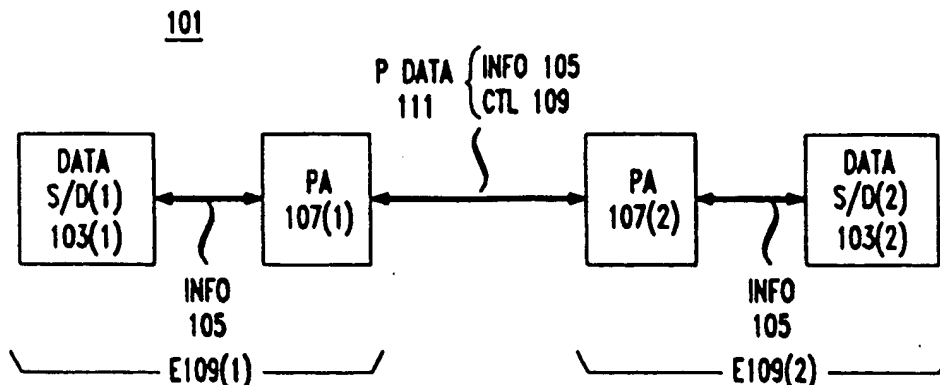 101
P DATA
111
INFO 105
CTL 109
DATA
S/D(1)
103(1)
PA
107(1)
PA
107(2)
DATA
S/D(2)
103(2)
INFO
105
INFO
105
E109(1)
E109(2)